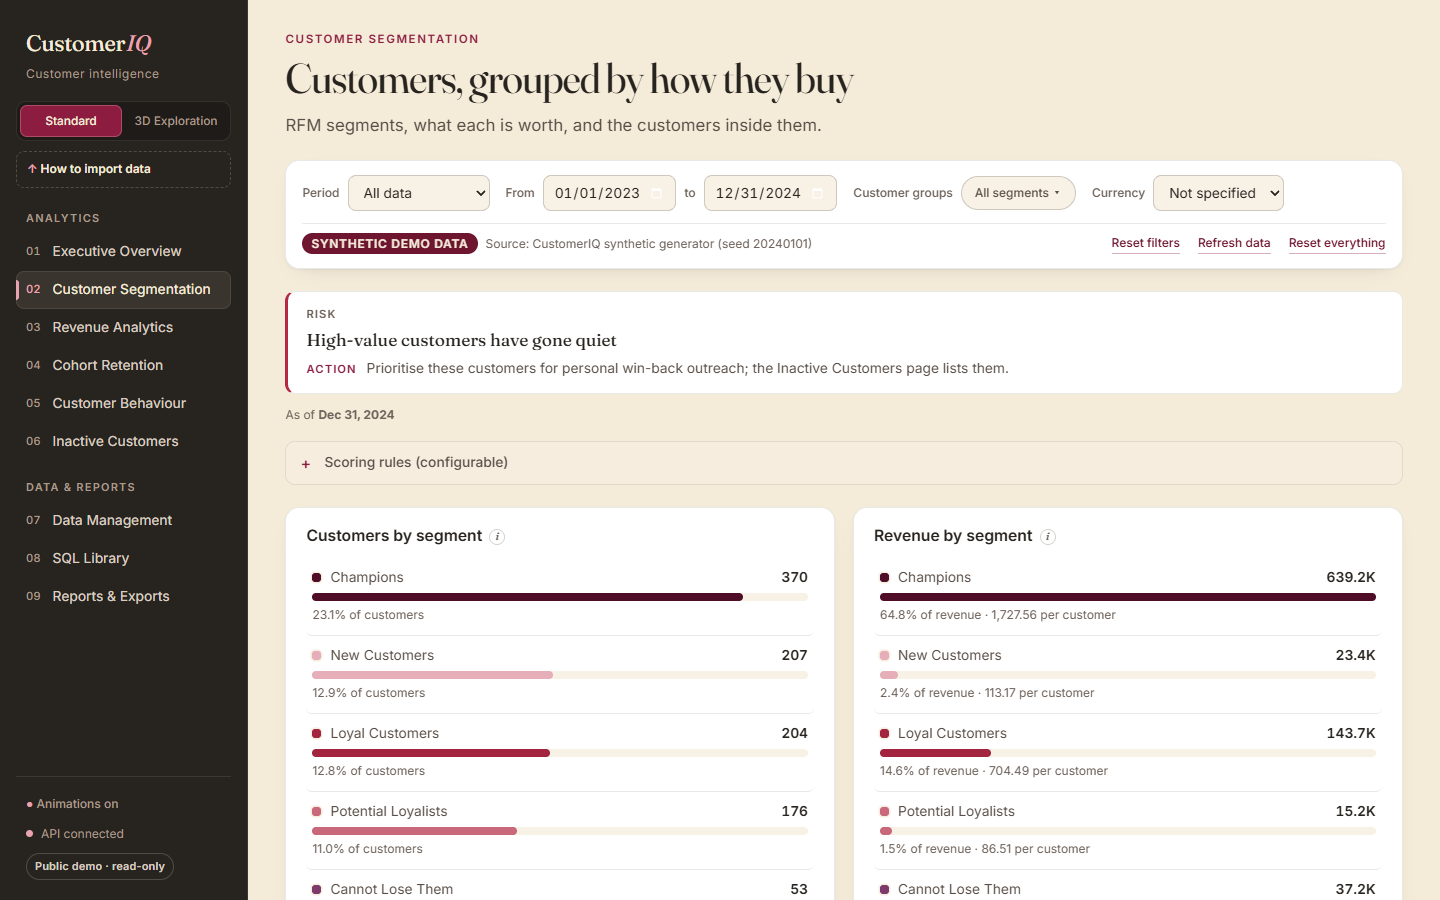 CustomerIQ
Customer intelligence
Standard
3D Exploration
↑ How to import data
ANALYTICS
01 Executive Overview
02 Customer Segmentation
03 Revenue Analytics
04 Cohort Retention
05 Customer Behaviour
06 Inactive Customers
DATA & REPORTS
07 Data Management
08 SQL Library
09 Reports & Exports
Animations on
API connected
Public demo · read-only
CUSTOMER SEGMENTATION
Customers, grouped by how they buy
RFM segments, what each is worth, and the customers inside them.
Period All data From 01/01/2023 to 12/31/2024 Customer groups All segments Currency Not specified
SYNTHETIC DEMO DATA Source: CustomerIQ synthetic generator (seed 20240101) Reset filters Refresh data Reset everything
RISK
High-value customers have gone quiet
ACTION Prioritise these customers for personal win-back outreach; the Inactive Customers page lists them.
As of Dec 31, 2024
+ Scoring rules (configurable)
Customers by segment i
Champions 370
23.1% of customers
New Customers 207
12.9% of customers
Loyal Customers 204
12.8% of customers
Potential Loyalists 176
11.0% of customers
Cannot Lose Them 53
Revenue by segment i
Champions 639.2K
64.8% of revenue · 1,727.56 per customer
New Customers 23.4K
2.4% of revenue · 113.17 per customer
Loyal Customers 143.7K
14.6% of revenue · 704.49 per customer
Potential Loyalists 15.2K
1.5% of revenue · 86.51 per customer
Cannot Lose Them 37.2K